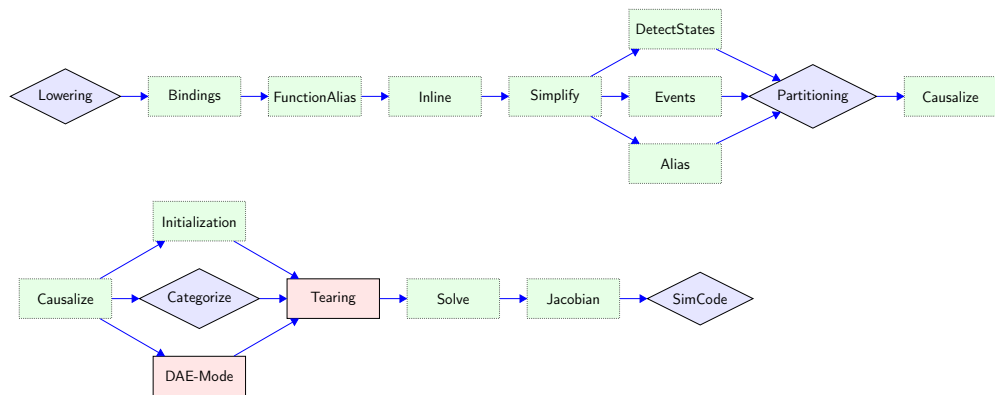 DetectStates
Lowering
Bindings
FunctionAlias
Inline
Simplify
Events
Partitioning
Causalize
Alias
Initialization
Causalize
Categorize
Tearing
Solve
Jacobian
SimCode
DAE-Mode